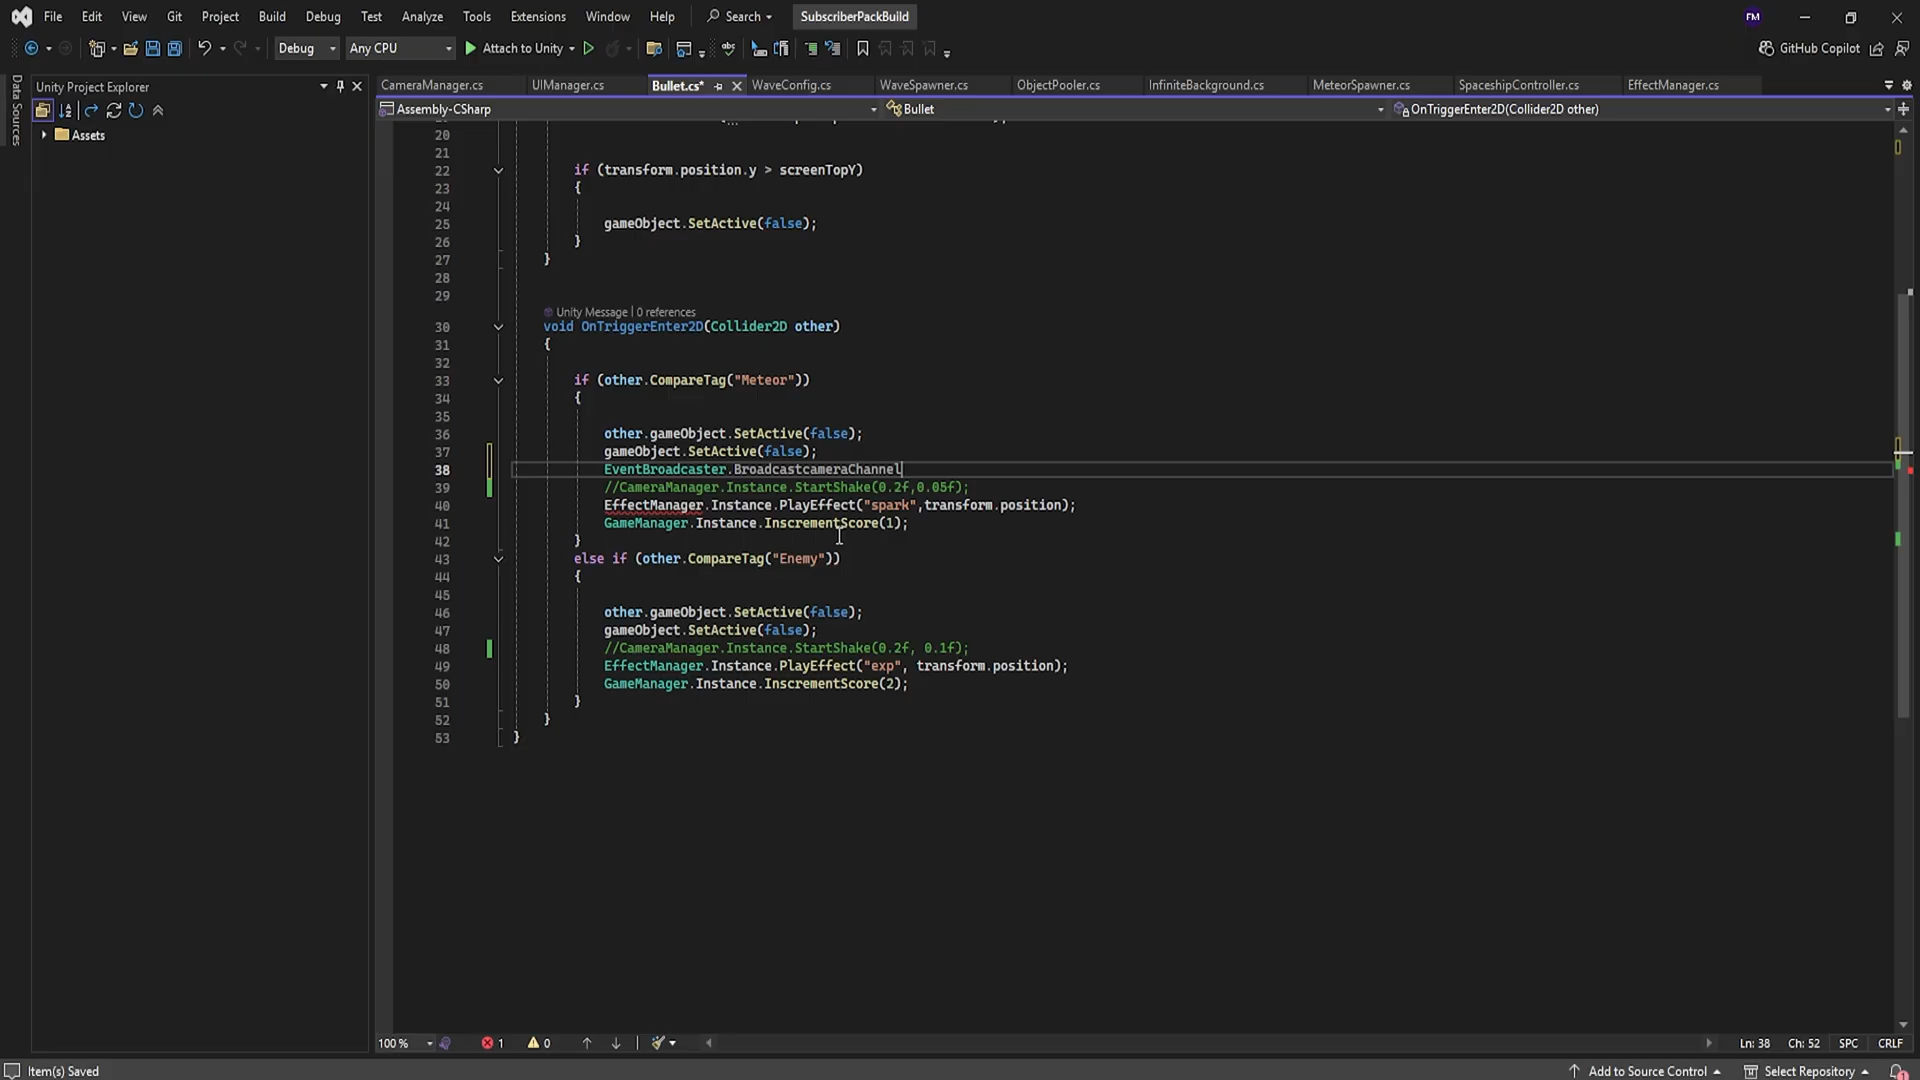 File Edit View Git Project Build Debug Test Analyze Tools Extensions Window Help Search SubscriberPackBuild FM
Debug Any CPU Attach to Unity GitHub Copilot
Data Sources
Unity Project Explorer
Assets
CameraManager.cs UIManager.cs Bullet.cs* WaveConfig.cs WaveSpawner.cs ObjectPooler.cs InfiniteBackground.cs MeteorSpawner.cs SpaceshipController.cs EffectManager.cs
Assembly-CSharp Bullet OnTriggerEnter2D(Collider2D other)
20
21
22 if (transform.position.y > screenTopY)
23 {
24
25 gameObject.SetActive(false);
26 }
27 }
28
29
Unity Message | 0 references
30 void OnTriggerEnter2D(Collider2D other)
31 {
32
33 if (other.CompareTag("Meteor"))
34 {
35
36 other.gameObject.SetActive(false);
37 gameObject.SetActive(false);
38 EventBroadcaster.BroadcastcameraChannel
39 //CameraManager.Instance.StartShake(0.2f,0.05f);
40 EffectManager.Instance.PlayEffect("spark",transform.position);
41 GameManager.Instance.InscrementScore(1);
42 }
43 else if (other.CompareTag("Enemy"))
44 {
45
46 other.gameObject.SetActive(false);
47 gameObject.SetActive(false);
48 //CameraManager.Instance.StartShake(0.2f, 0.1f);
49 EffectManager.Instance.PlayEffect("exp", transform.position);
50 GameManager.Instance.InscrementScore(2);
51 }
52 }
53 }
100 % 1 0 Ln: 38 Ch: 52 SPC CRLF
Item(s) Saved Add to Source Control Select Repository 1